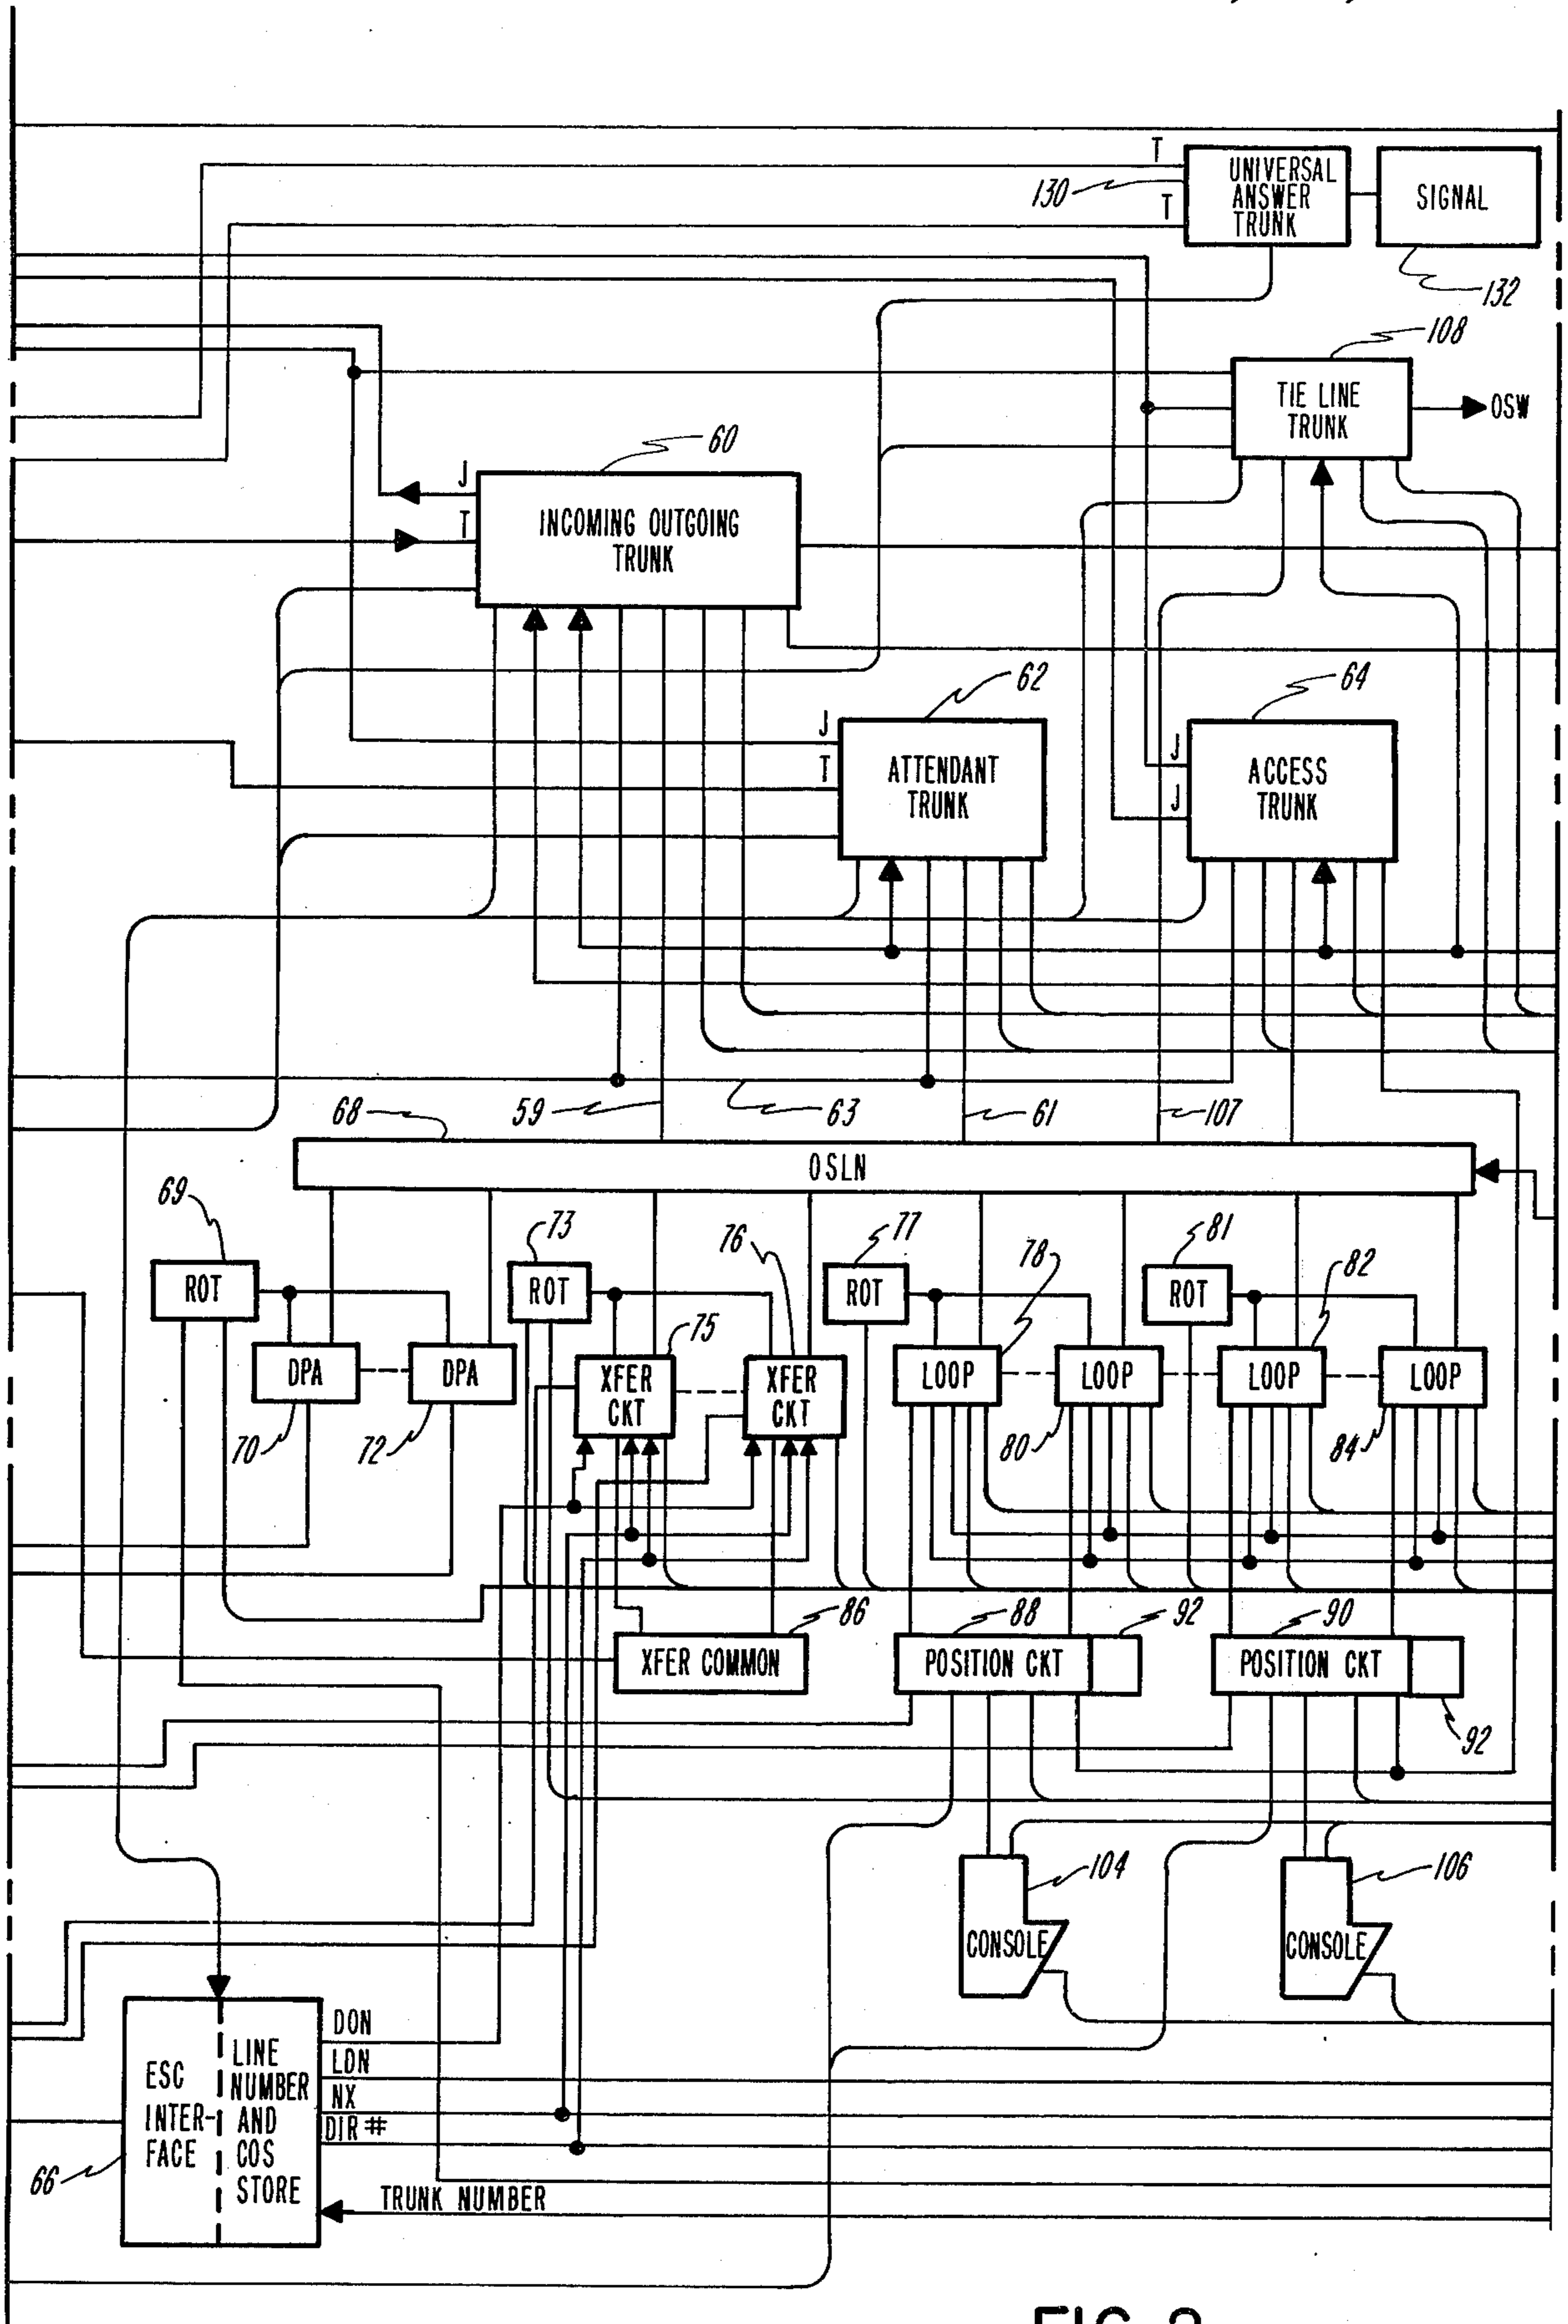 T
130
T
UNIVERSAL
ANSWER
TRUNK
SIGNAL
132
108
TIE LINE
TRUNK
OSW
60
J
T
INCOMING OUTGOING
TRUNK
62
64
J
T
ATTENDANT
TRUNK
J
J
ACCESS
TRUNK
68
59
63
61
107
OSLN
69
73
76
77
78
81
82
ROT
ROT
ROT
ROT
75
DPA
DPA
XFER
CKT
XFER
CKT
LOOP
LOOP
LOOP
LOOP
70
72
80
84
86
88
92
90
XFER COMMON
POSITION CKT
POSITION CKT
92
104
106
CONSOLE
CONSOLE
ESC
INTER-
FACE
LINE
NUMBER
AND
COS
STORE
DON
LDN
NX
DIR #
66
TRUNK NUMBER